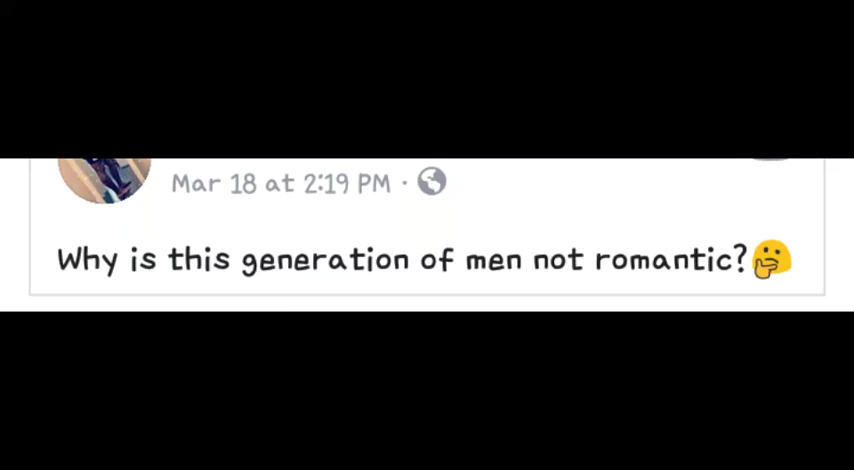 Mar 18 at 2:19 PM ·
Why is this generation of men not romantic?🤔